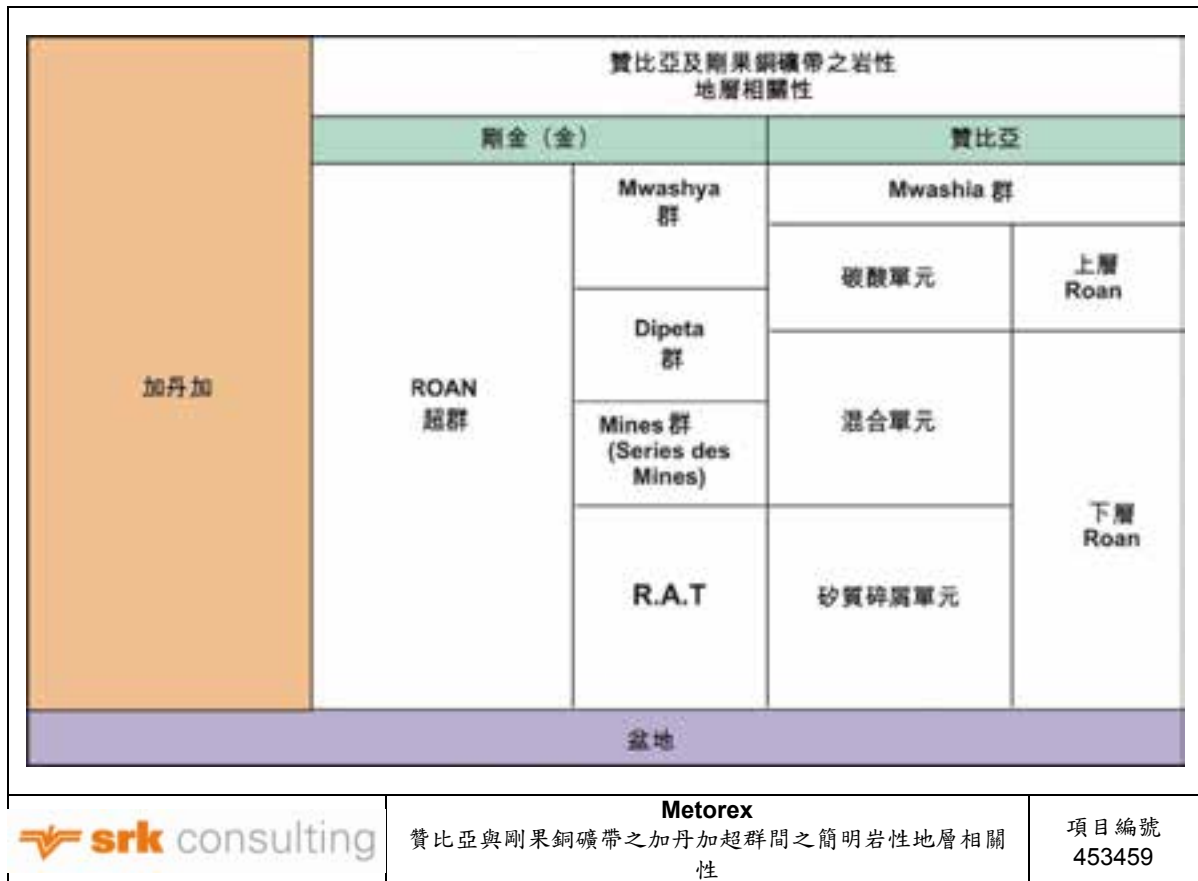 贊比亞及剛果銅礦帶之岩性
地層相關性
剛金（金）
贊比亞
加丹加
ROAN
超群
Mwashya
群
Dipeta
群
Mines 群
(Series des
Mines)
R.A.T
Mwashia 群
碳酸單元
上層
Roan
混合單元
矽質碎屑單元
下層
Roan
盆地
srk consulting
Metorex
贊比亞與剛果銅礦帶之加丹加超群間之簡明岩性地層相關
性
項目編號
453459